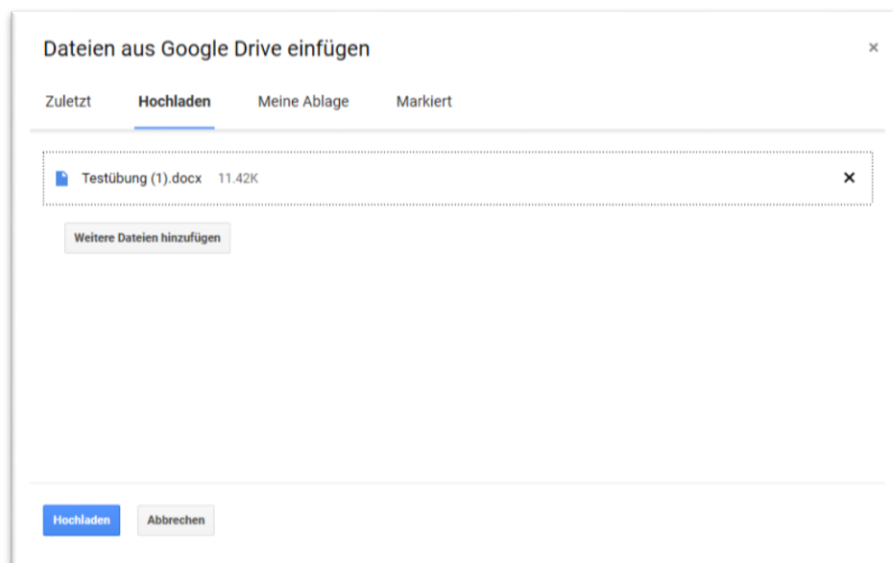 Dateien aus Google Drive einfügen ×
Zuletzt Hochladen Meine Ablage Markiert
Testübung (1).docx 11.42K ×
Weitere Dateien hinzufügen
Hochladen Abbrechen